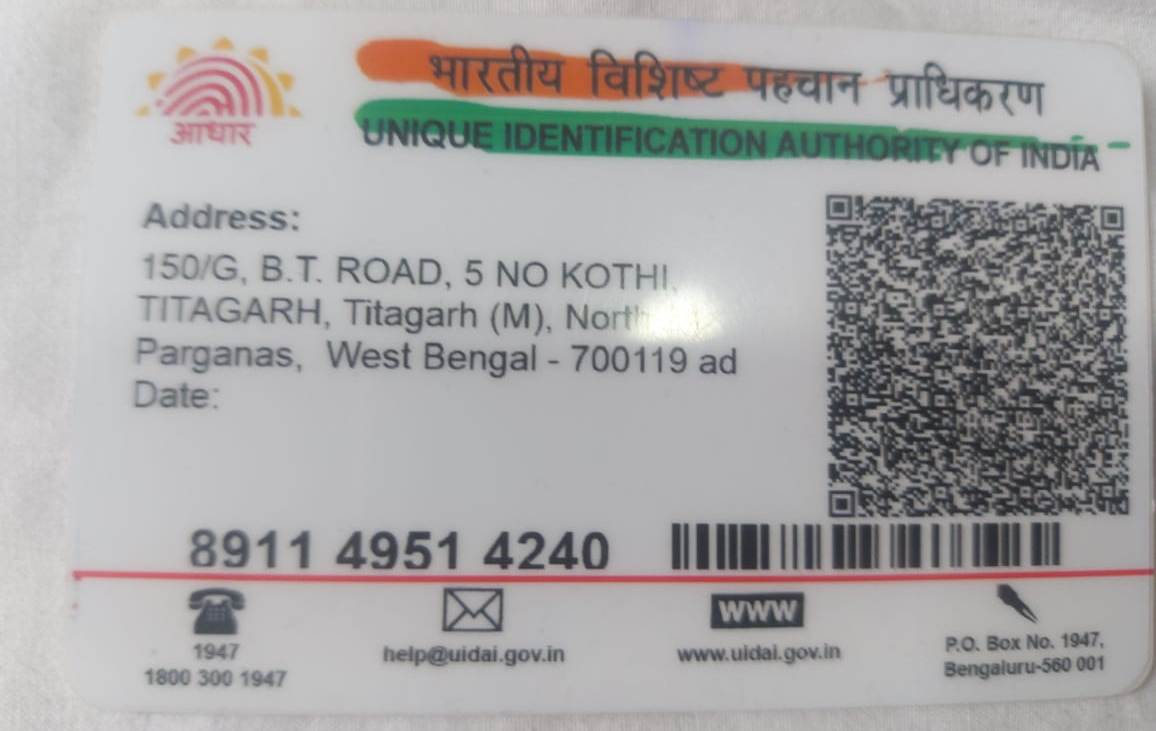 आधार
भारतीय विशिष्ट पहचान प्राधिकरण
UNIQUE IDENTIFICATION AUTHORITY OF INDIA
Address:
150/G, B.T. ROAD, 5 NO KOTHI,
TITAGARH, Titagarh (M), North
Parganas, West Bengal - 700119 ad
Date:
8911 4951 4240
1947
1800 300 1947
help@uidai.gov.in
WWW
www.uidai.gov.in
P.O. Box No. 1947,
Bengaluru-560 001